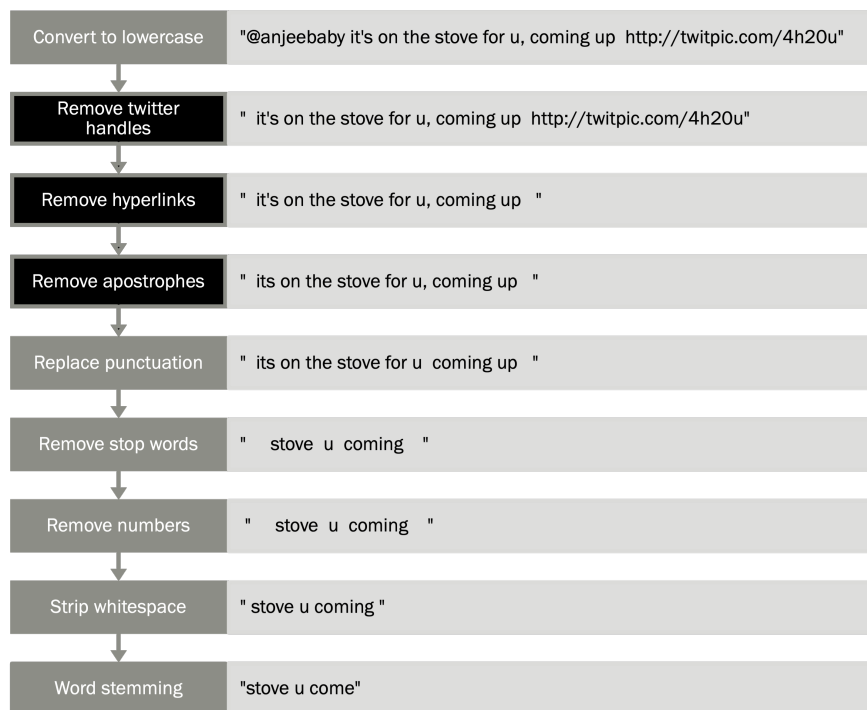 Convert to lowercase "@anjeebaby it's on the stove for u, coming up  http://twitpic.com/4h20u"
Remove twitter
handles "  it's on the stove for u, coming up  http://twitpic.com/4h20u"
Remove hyperlinks "  it's on the stove for u, coming up   "
Remove apostrophes "  its on the stove for u, coming up   "
Replace punctuation "  its on the stove for u  coming up   "
Remove stop words "    stove  u  coming    "
Remove numbers "    stove  u  coming    "
Strip whitespace " stove u coming "
Word stemming "stove u come"